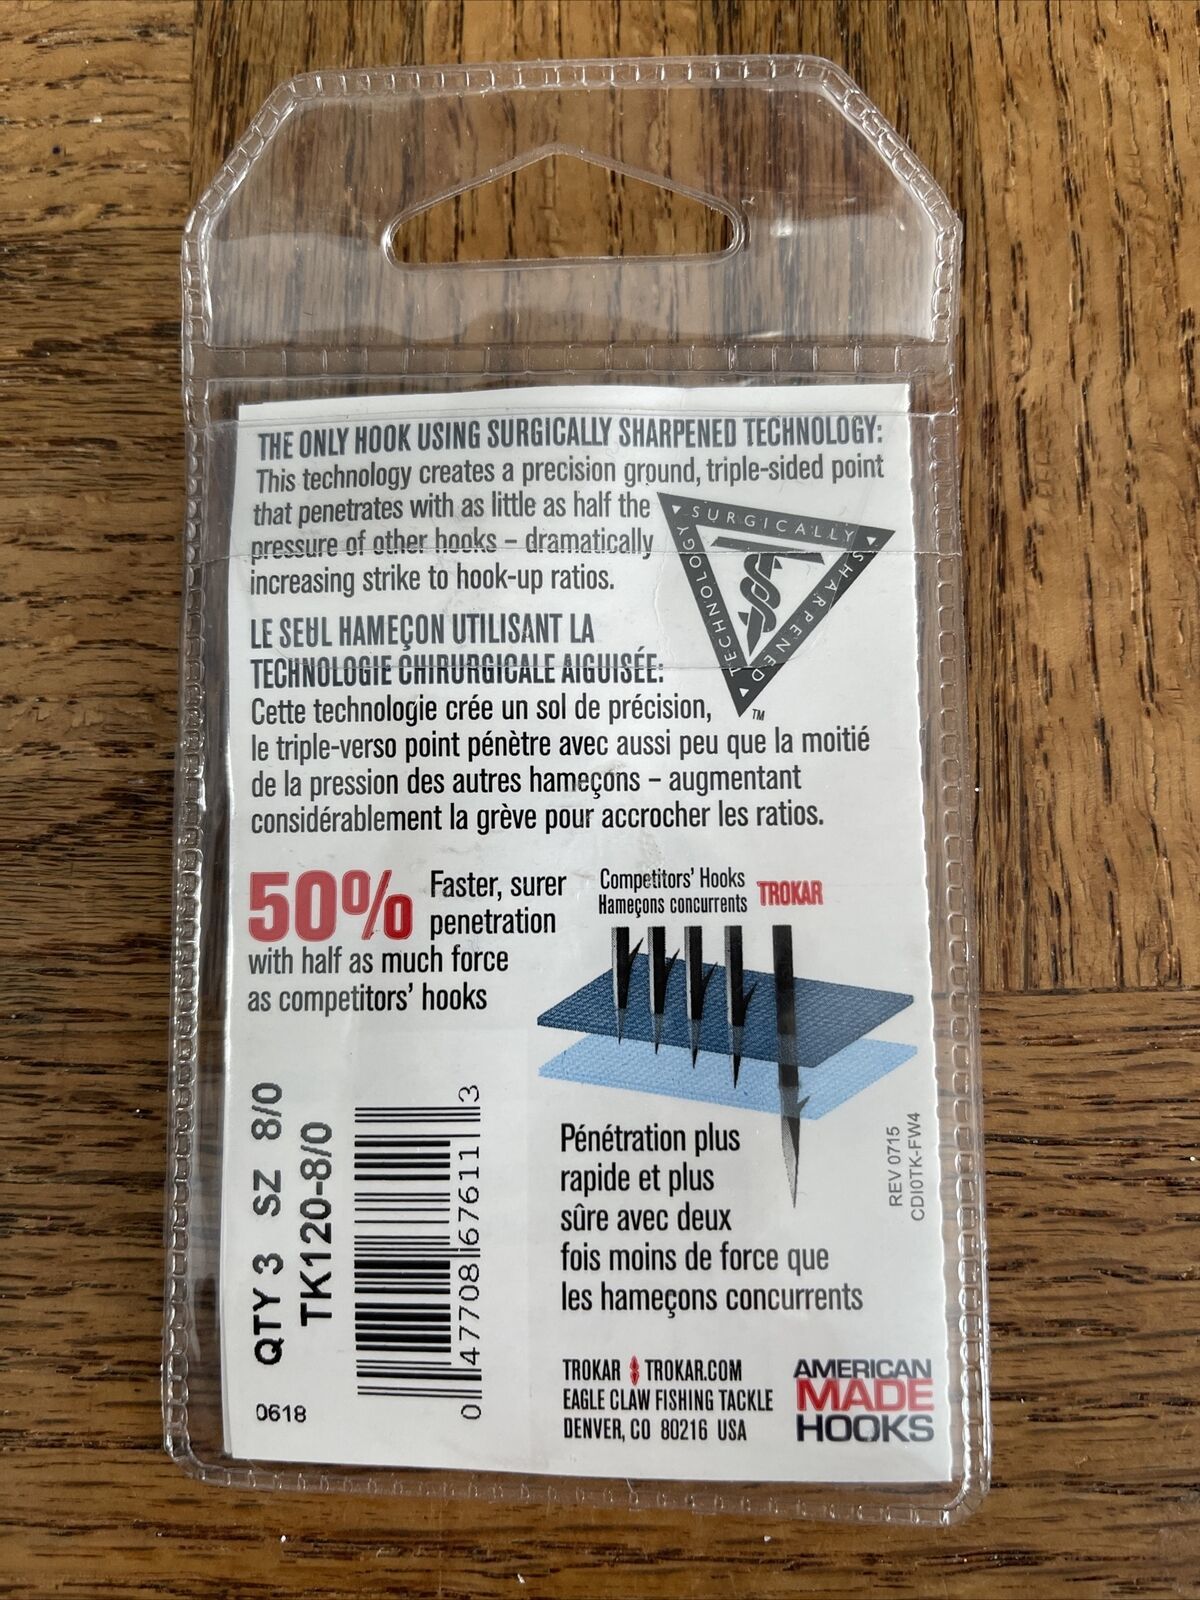 THE ONLY HOOK USING SURGICALLY SHARPENED TECHNOLOGY:
This technology creates a precision ground, triple-sided point
that penetrates with as little as half the
pressure of other hooks – dramatically
increasing strike to hook-up ratios.
SURGICALLY
SHARPENED
TECHNOLOGY
TM
LE SEUL HAMEÇON UTILISANT LA
TECHNOLOGIE CHIRURGICALE AIGUISÉE:
Cette technologie crée un sol de précision,
le triple-verso point pénètre avec aussi peu que la moitié
de la pression des autres hameçons – augmentant
considérablement la grève pour accrocher les ratios.
50% Faster, surer
penetration
with half as much force
as competitors' hooks
Competitors' Hooks
Hameçons concurrents
TROKAR
Pénétration plus
rapide et plus
sûre avec deux
fois moins de force que
les hameçons concurrents
QTY 3 SZ 8/0
TK120-8/0
0 47708 67611 3
0618
REV 0715
CDI0TK-FW4
TROKAR TROKAR.COM
EAGLE CLAW FISHING TACKLE
DENVER, CO 80216 USA
AMERICAN
MADE
HOOKS